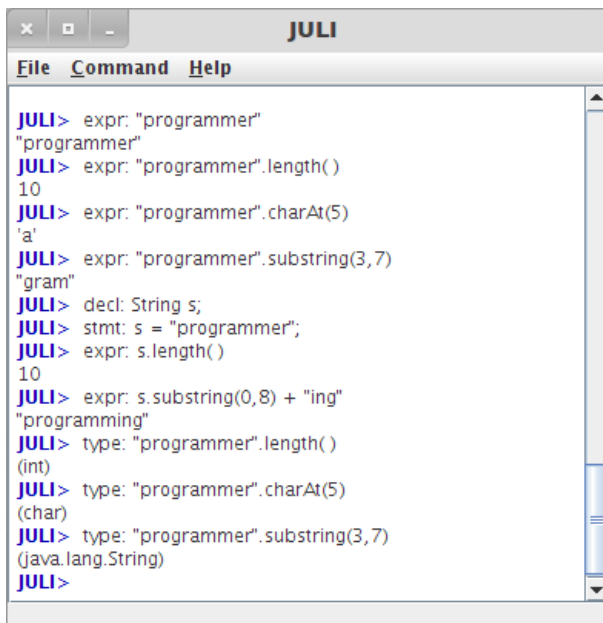 JULI
File Command Help
JULI> expr: "programmer"
"programmer"
JULI> expr: "programmer".length()
10
JULI> expr: "programmer".charAt(5)
'a'
JULI> expr: "programmer".substring(3,7)
"gram"
JULI> decl: String s;
JULI> stmt: s = "programmer";
JULI> expr: s.length()
10
JULI> expr: s.substring(0,8) + "ing"
"programming"
JULI> type: "programmer".length()
(int)
JULI> type: "programmer".charAt(5)
(char)
JULI> type: "programmer".substring(3,7)
(java.lang.String)
JULI>